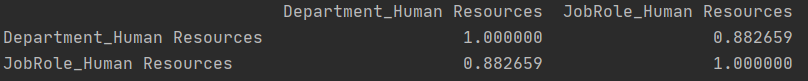 Department_Human Resources JobRole_Human Resources
Department_Human Resources 1.000000 0.882659
JobRole_Human Resources 0.882659 1.000000